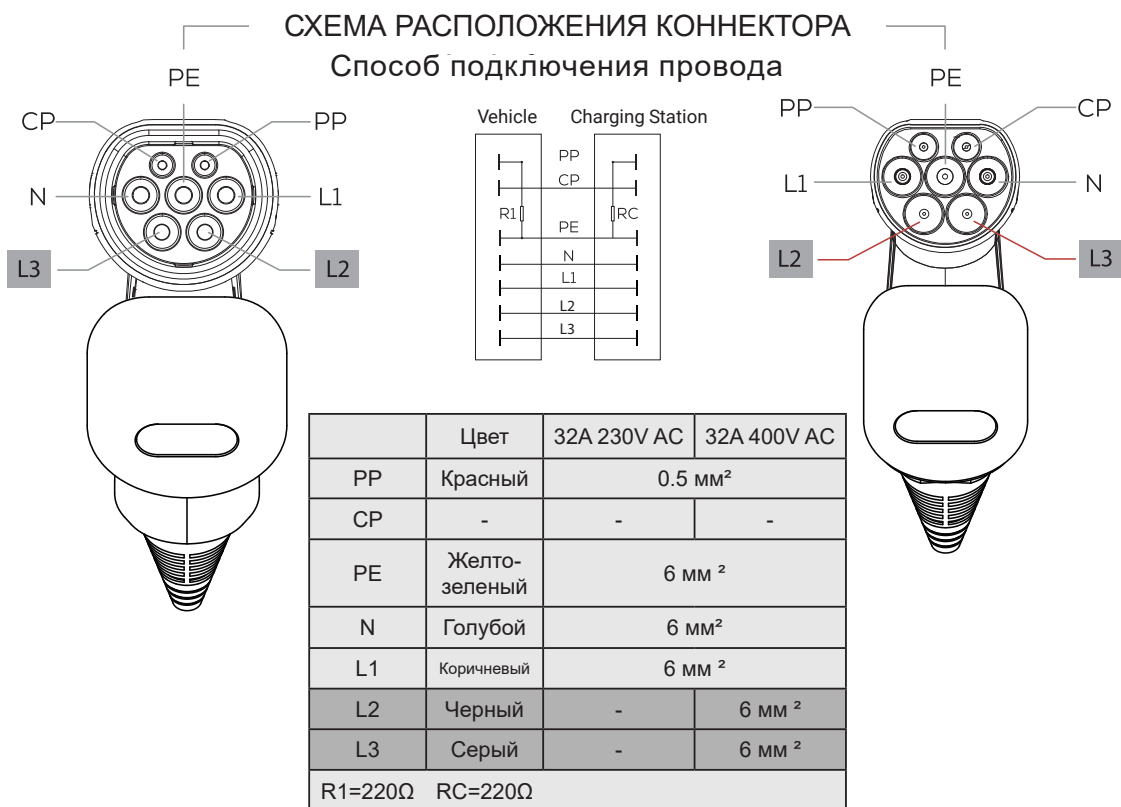 СХЕМА РАСПОЛОЖЕНИЯ КОННЕКТОРА
Способ подключения провода
PE
CP
PP
N
L1
L3
L2
Vehicle Charging Station
PP
CP
R1
RC
PE
N
L1
L2
L3
PE
PP
CP
L1
N
L2
L3
Цвет 32A 230V AC 32A 400V AC
PP Красный 0.5 мм²
CP - - -
PE Желто-
зеленый 6 мм ²
N Голубой 6 мм²
L1 Коричневый 6 мм ²
L2 Черный - 6 мм ²
L3 Серый - 6 мм ²
R1=220Ω RC=220Ω